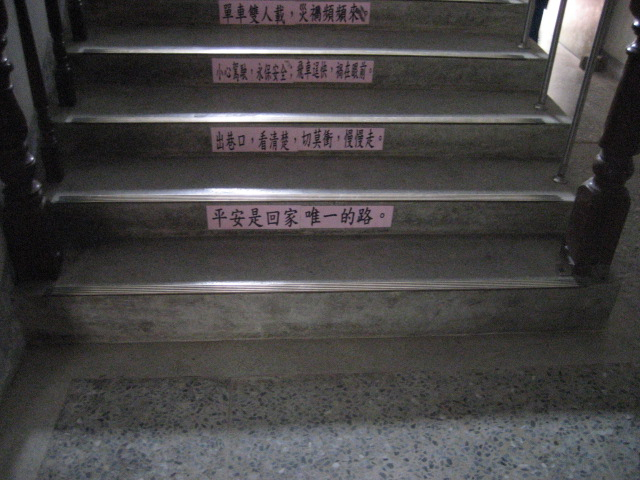 單車雙人載，災禍頻頻來。
小心駕駛，永保安全；飛車逞快，禍在眼前。
出巷口，看清楚，切莫衝，慢慢走。
平安是回家 唯一的路。